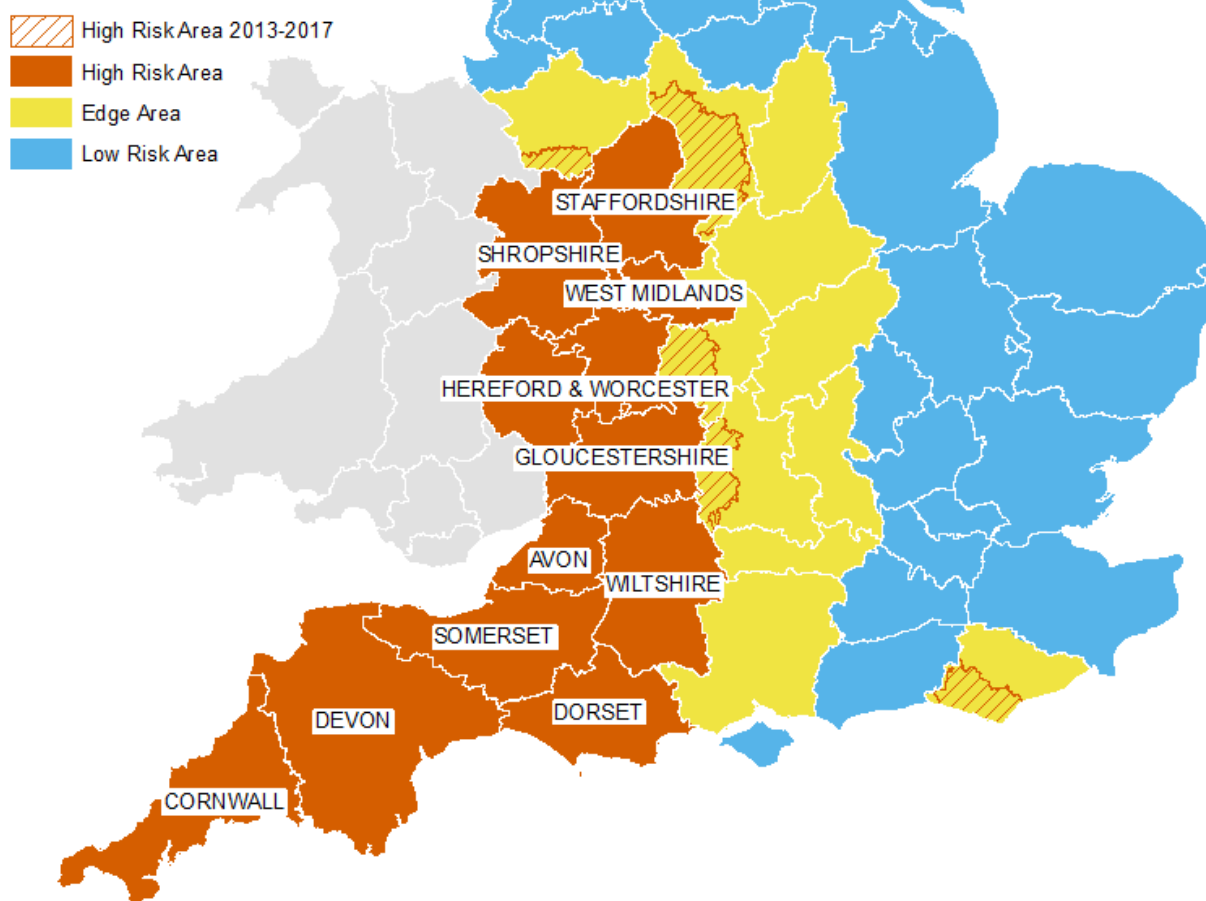 High Risk Area 2013-2017
High Risk Area
Edge Area
Low Risk Area
STAFFORDSHIRE
SHROPSHIRE
WEST MIDLANDS
HEREFORD & WORCESTER
GLOUCESTERSHIRE
AVON
WILTSHIRE
SOMERSET
DORSET
DEVON
CORNWALL